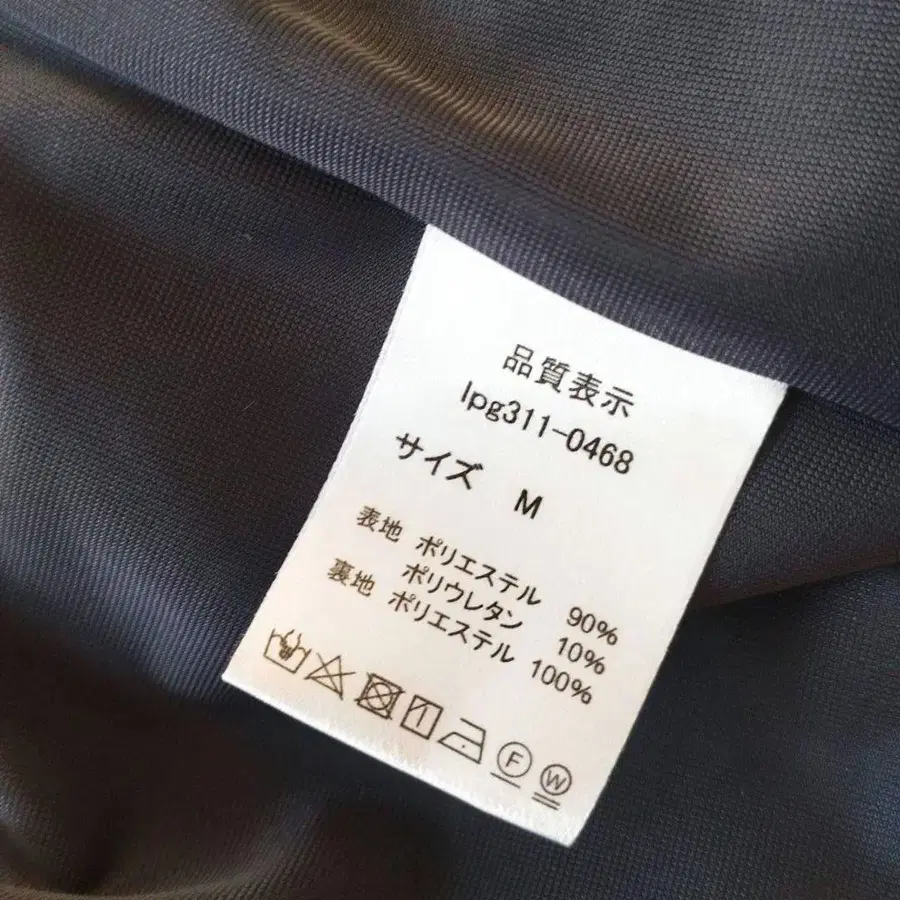 品質表示
lpg311-0468
サイズ M
表地 ポリエステル 90%
ポリウレタン 10%
裏地 ポリエステル 100%
F W